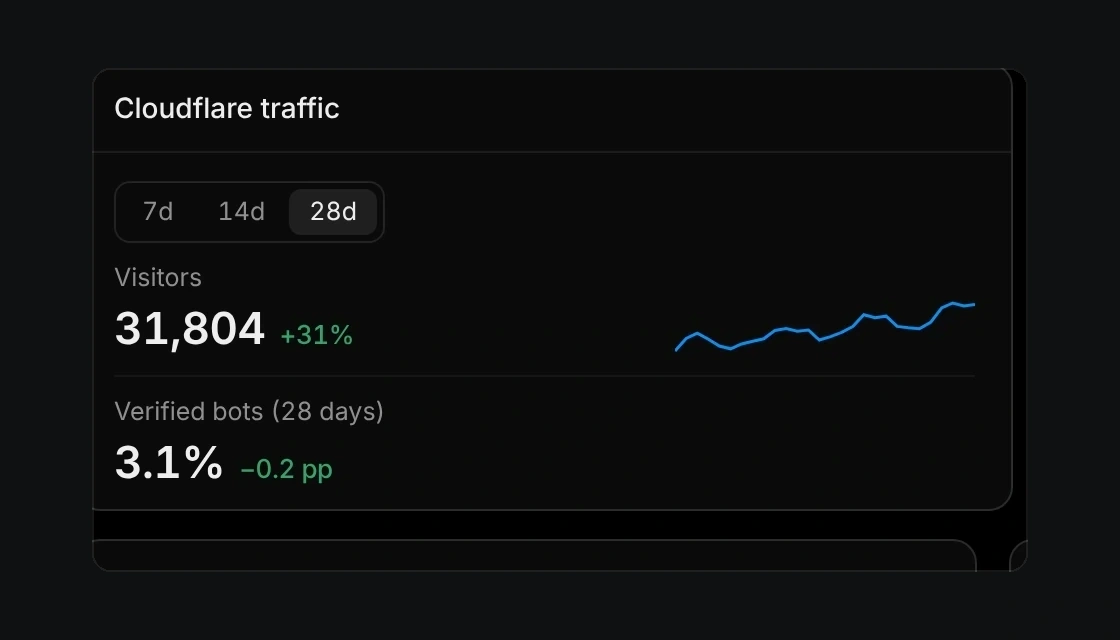 Cloudflare traffic
7d 14d 28d
Visitors
31,804 +31%
Verified bots (28 days)
3.1% −0.2 pp